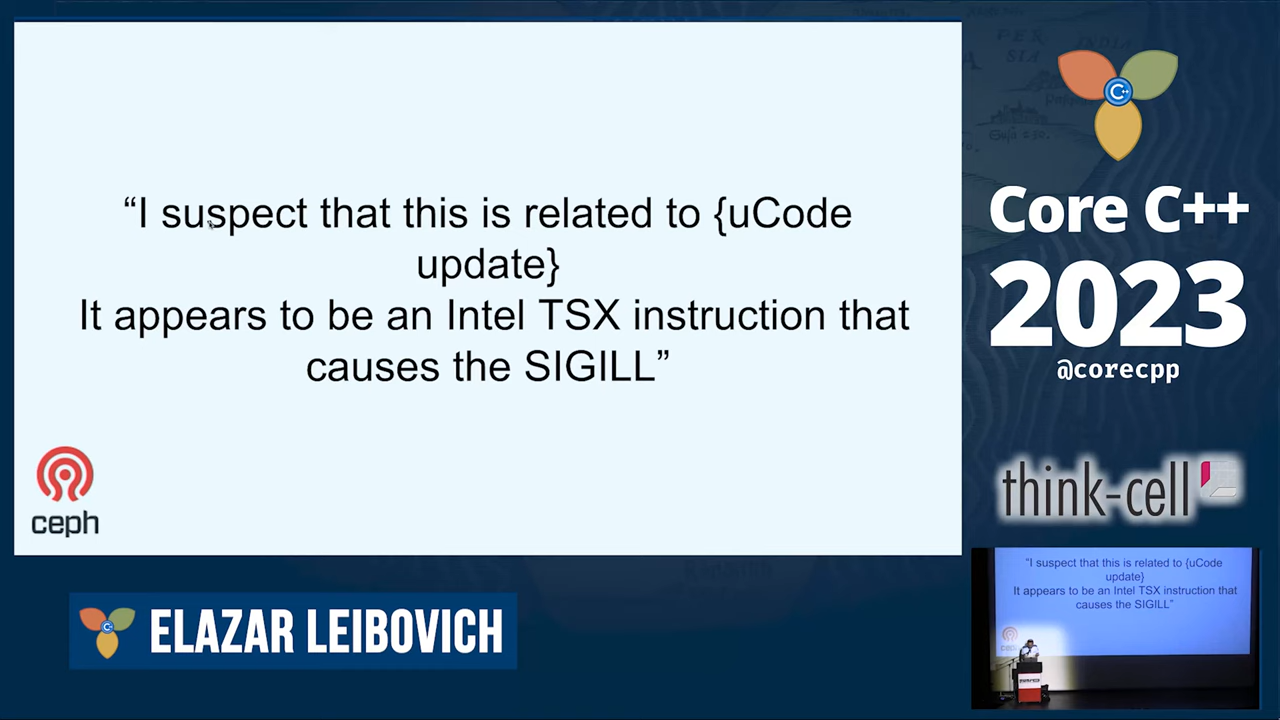 “I suspect that this is related to {uCode
update}
It appears to be an Intel TSX instruction that
causes the SIGILL”
ceph
ELAZAR LEIBOVICH
C++
Core C++
2023
@corecpp
think-cell
“I suspect that this is related to {uCode
update}
It appears to be an Intel TSX instruction that
causes the SIGILL”